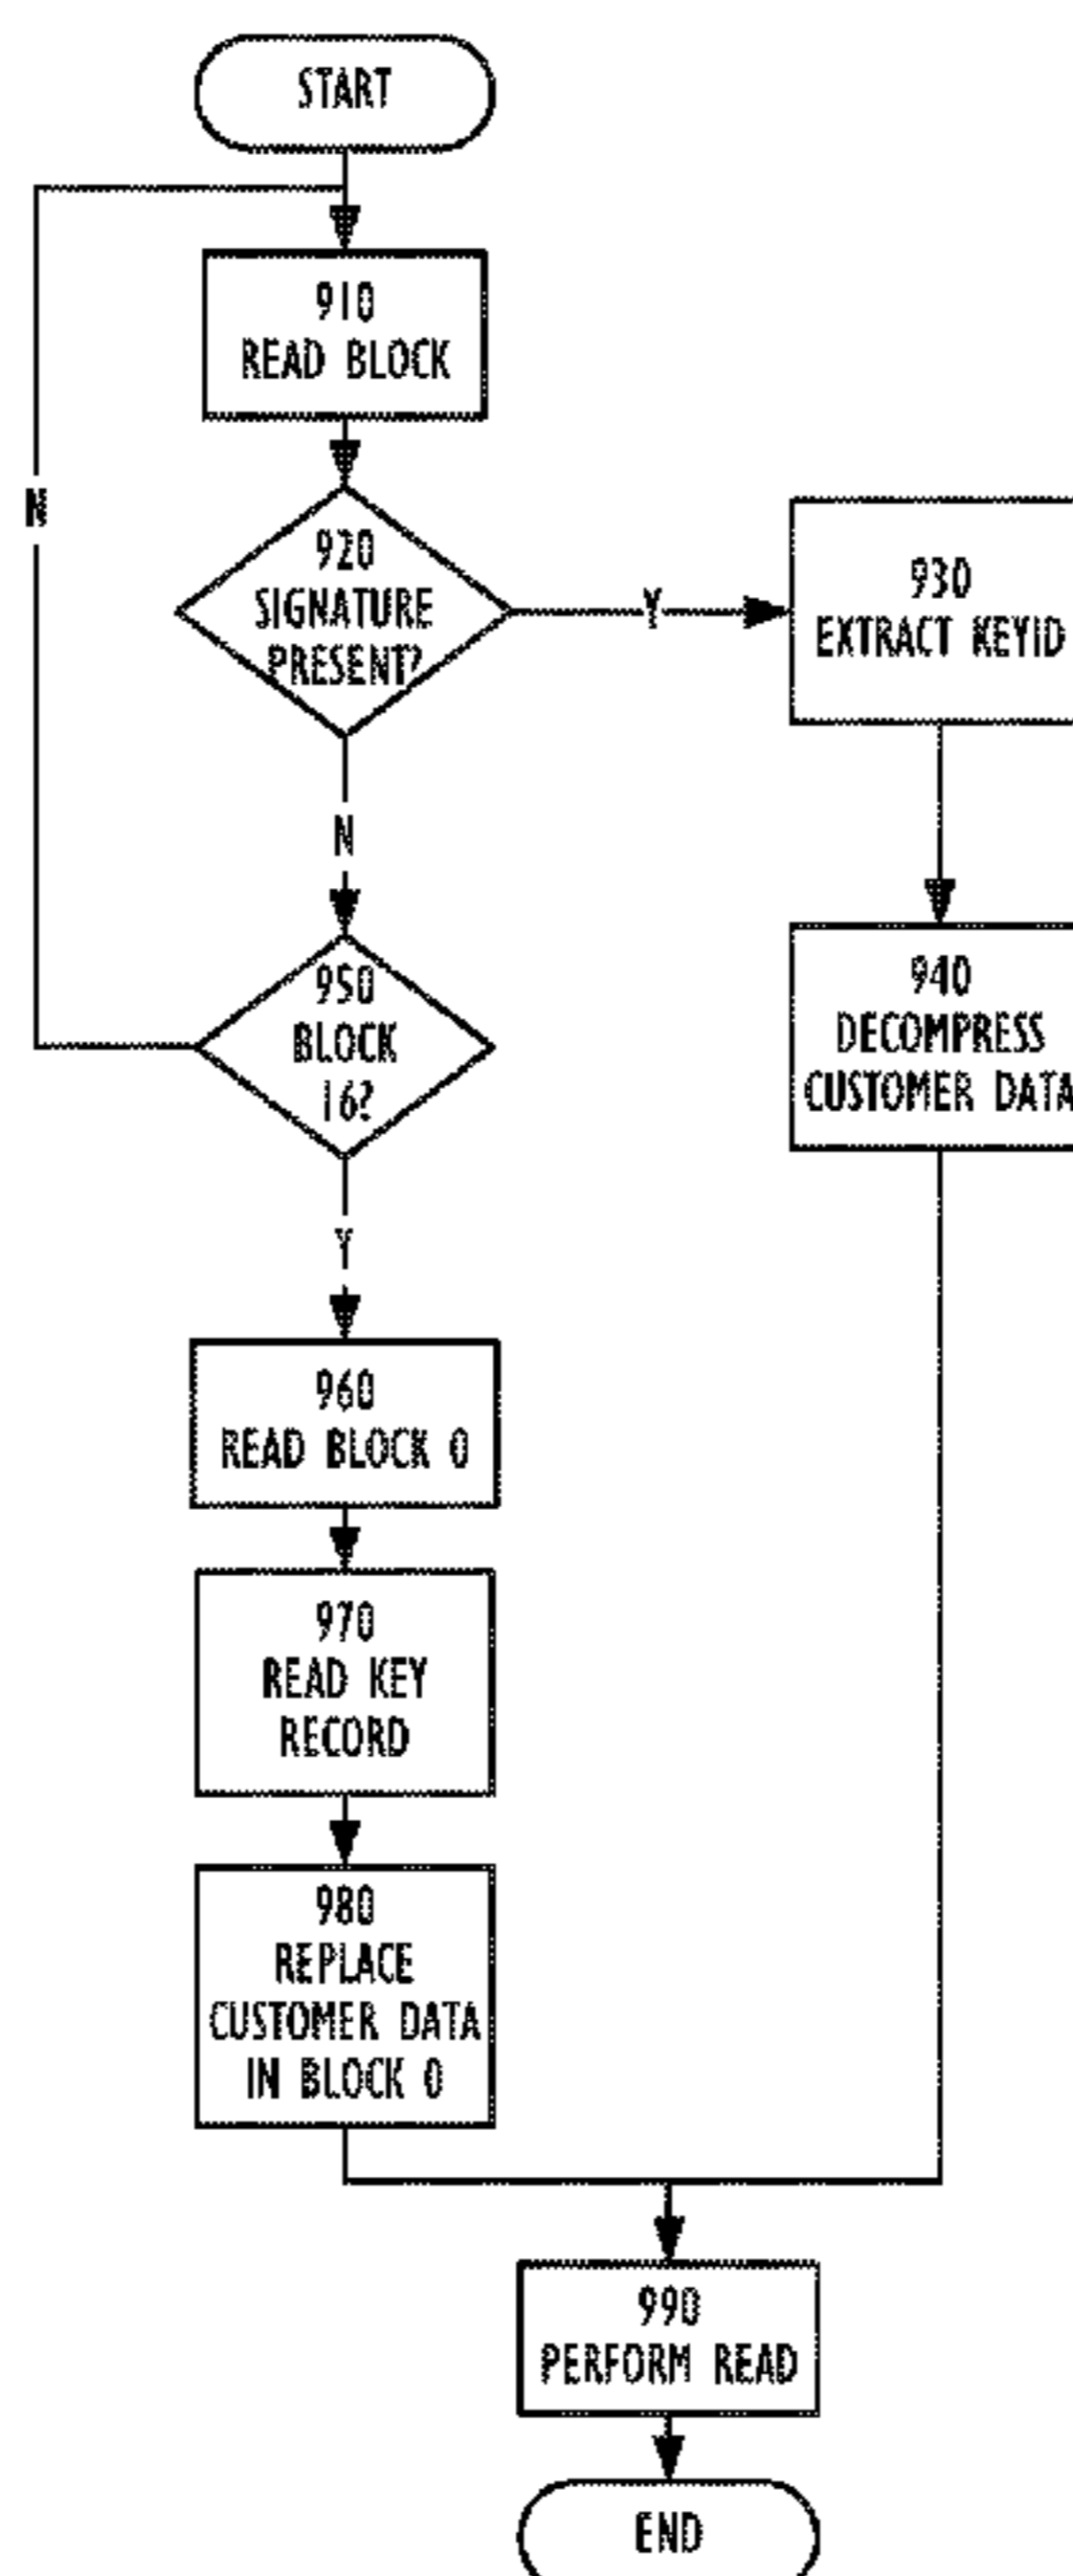 START
910
READ BLOCK
N
920
SIGNATURE
PRESENT?
Y
930
EXTRACT KEYID
N
950
BLOCK
16?
940
DECOMPRESS
CUSTOMER DATA
Y
960
READ BLOCK 0
970
READ KEY
RECORD
980
REPLACE
CUSTOMER DATA
IN BLOCK 0
990
PERFORM READ
END